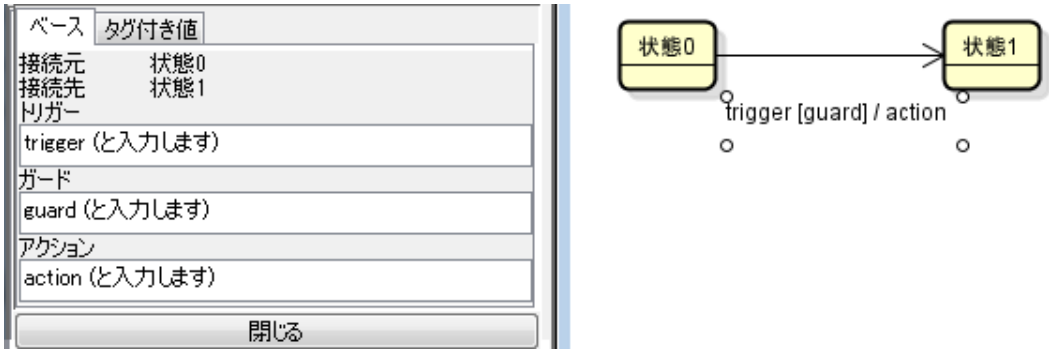 ベース タグ付き値
接続元 状態0
接続先 状態1
トリガー
trigger (と入力します)
ガード
guard (と入力します)
アクション
action (と入力します)
閉じる
状態0 状態1
trigger [guard] / action